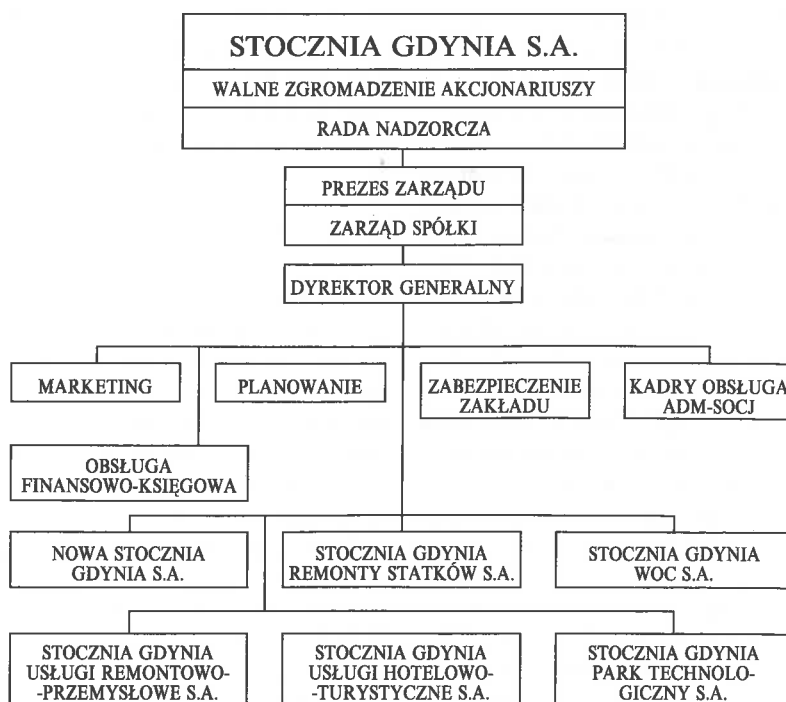 STOCZNIA GDYNIA S.A.
WALNE ZGROMADZENIE AKCJONARIUSZY
RADA NADZORCZA
PREZES ZARZĄDU
ZARZĄD SPÓŁKI
DYREKTOR GENERALNY
MARKETING
PLANOWANIE
ZABEZPIECZENIE
ZAKŁADU
KADRY OBSŁUGA
ADM-SOCJ
OBSŁUGA
FINANSOWO-KSIĘGOWA
NOWA STOCZNIA
GDYNIA S.A.
STOCZNIA GDYNIA
REMONTY STATKÓW S.A.
STOCZNIA GDYNIA
WOC S.A.
STOCZNIA GDYNIA
USŁUGI REMONTOWO-
-PRZEMYSŁOWE S.A.
STOCZNIA GDYNIA
USŁUGI HOTELOWO-
-TURYSTYCZNE S.A.
STOCZNIA GDYNIA
PARK TECHNOLO-
GICZNY S.A.